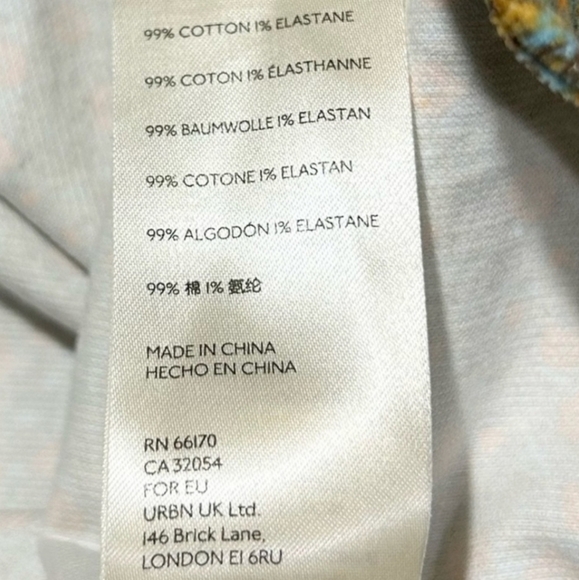 99% COTTON 1% ELASTANE
99% COTON 1% ÉLASTHANNE
99% BAUMWOLLE 1% ELASTAN
99% COTONE 1% ELASTAN
99% ALGODÓN 1% ELASTANE
99% 棉 1% 氨纶
MADE IN CHINA
HECHO EN CHINA
RN 66170
CA 32054
FOR EU
URBN UK Ltd.
146 Brick Lane,
LONDON E1 6RU